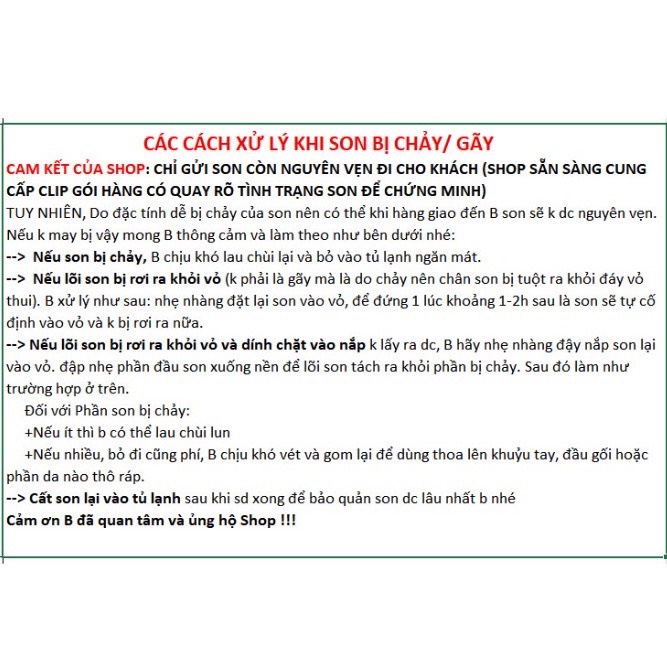 CÁC CÁCH XỬ LÝ KHI SON BỊ CHẢY/ GÃY
CAM KẾT CỦA SHOP: CHỈ GỬI SON CÒN NGUYÊN VẸN ĐI CHO KHÁCH (SHOP SẴN SÀNG CUNG
CẤP CLIP GÓI HÀNG CÓ QUAY RÕ TÌNH TRẠNG SON ĐỂ CHỨNG MINH)
TUY NHIÊN, Do đặc tính dễ bị chảy của son nên có thể khi hàng giao đến B son sẽ k dc nguyên vẹn.
Nếu k may bị vậy mong B thông cảm và làm theo như bên dưới nhé:
--> Nếu son bị chảy, B chịu khó lau chùi lại và bỏ vào tủ lạnh ngăn mát.
--> Nếu lõi son bị rơi ra khỏi vỏ (k phải là gãy mà là do chảy nên chân son bị tuột ra khỏi đáy vỏ
thui). B xử lý như sau: nhẹ nhàng đặt lại son vào vỏ, để đứng 1 lúc khoảng 1-2h sau là son sẽ tự cố
định vào vỏ và k bị rơi ra nữa.
--> Nếu lõi son bị rơi ra khỏi vỏ và dính chặt vào nắp k lấy ra dc, B hãy nhẹ nhàng đậy nắp son lại
vào vỏ. đập nhẹ phần đầu son xuống nền để lõi son tách ra khỏi phần bị chảy. Sau đó làm như
trường hợp ở trên.
Đối với Phần son bị chảy:
+Nếu ít thì b có thể lau chùi lun
+Nếu nhiều, bỏ đi cũng phí, B chịu khó vét và gom lại để dùng thoa lên khuỷu tay, đầu gối hoặc
phần da nào thô ráp.
--> Cất son lại vào tủ lạnh sau khi sd xong để bảo quản son dc lâu nhất b nhé
Cảm ơn B đã quan tâm và ủng hộ Shop !!!